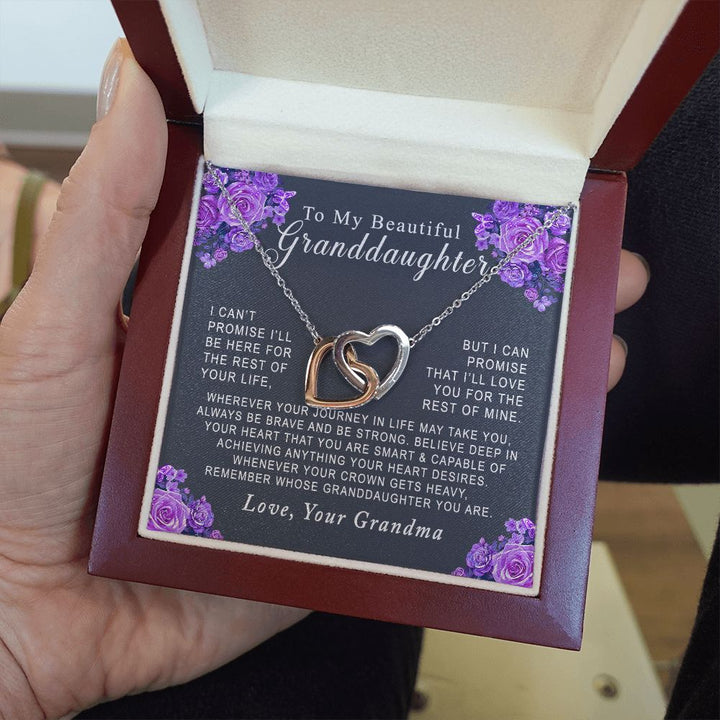 To My Beautiful
Granddaughter
I CAN'T
PROMISE I'LL
BE HERE FOR
THE REST OF
YOUR LIFE,
BUT I CAN
PROMISE
THAT I'LL LOVE
YOU FOR THE
REST OF MINE.
WHEREVER YOUR JOURNEY IN LIFE MAY TAKE YOU,
ALWAYS BE BRAVE AND BE STRONG. BELIEVE DEEP IN
YOUR HEART THAT YOU ARE SMART & CAPABLE OF
ACHIEVING ANYTHING YOUR HEART DESIRES.
WHENEVER YOUR CROWN GETS HEAVY,
REMEMBER WHOSE GRANDDAUGHTER YOU ARE.
Love, Your Grandma